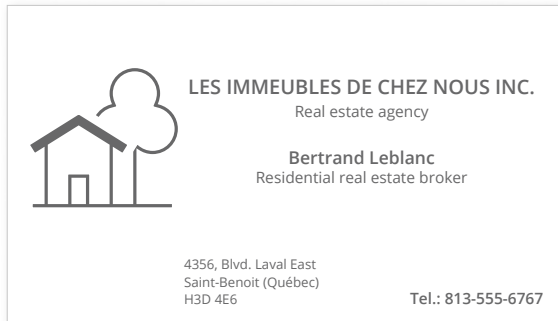 LES IMMEUBLES DE CHEZ NOUS INC.
Real estate agency
Bertrand Leblanc
Residential real estate broker
4356, Blvd. Laval East
Saint-Benoit (Québec)
H3D 4E6
Tel.: 813-555-6767